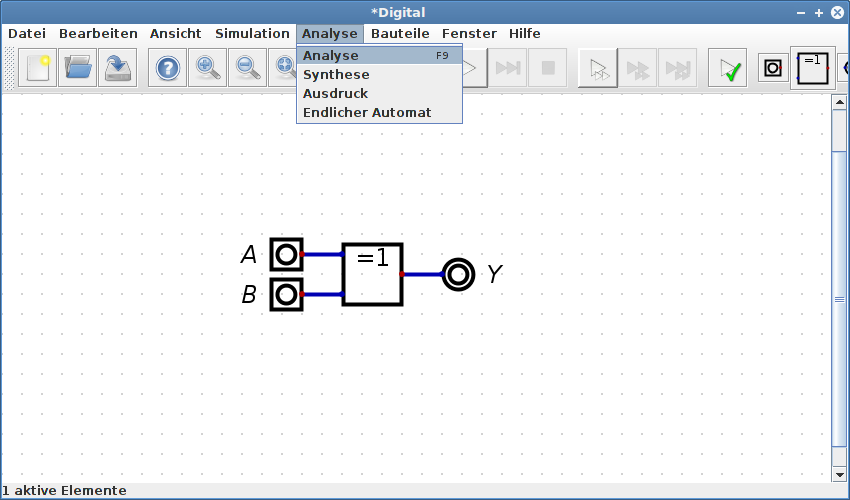 *Digital
Datei Bearbeiten Ansicht Simulation Analyse Bauteile Fenster Hilfe
Analyse F9
Synthese
Ausdruck
Endlicher Automat
=1
A
=1
B
Y
1 aktive Elemente